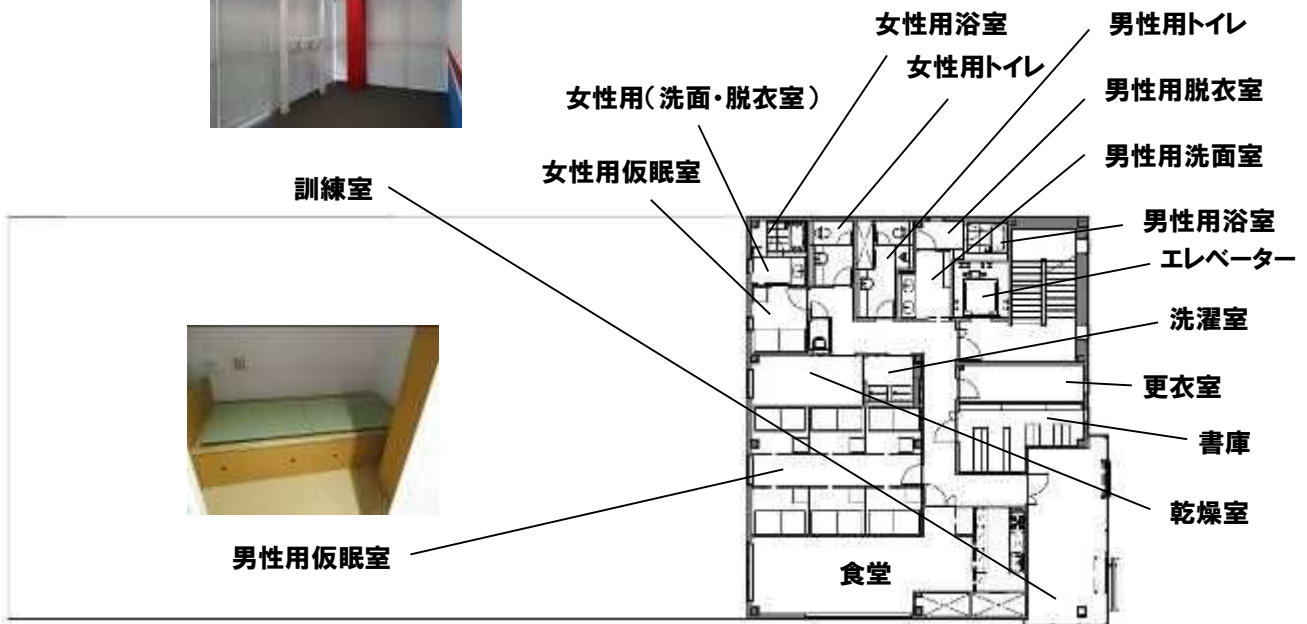 女性用浴室
男性用トイレ
女性用トイレ
女性用(洗面・脱衣室)
男性用脱衣室
男性用洗面室
女性用仮眠室
訓練室
男性用浴室
エレベーター
洗濯室
更衣室
書庫
乾燥室
男性用仮眠室
食堂